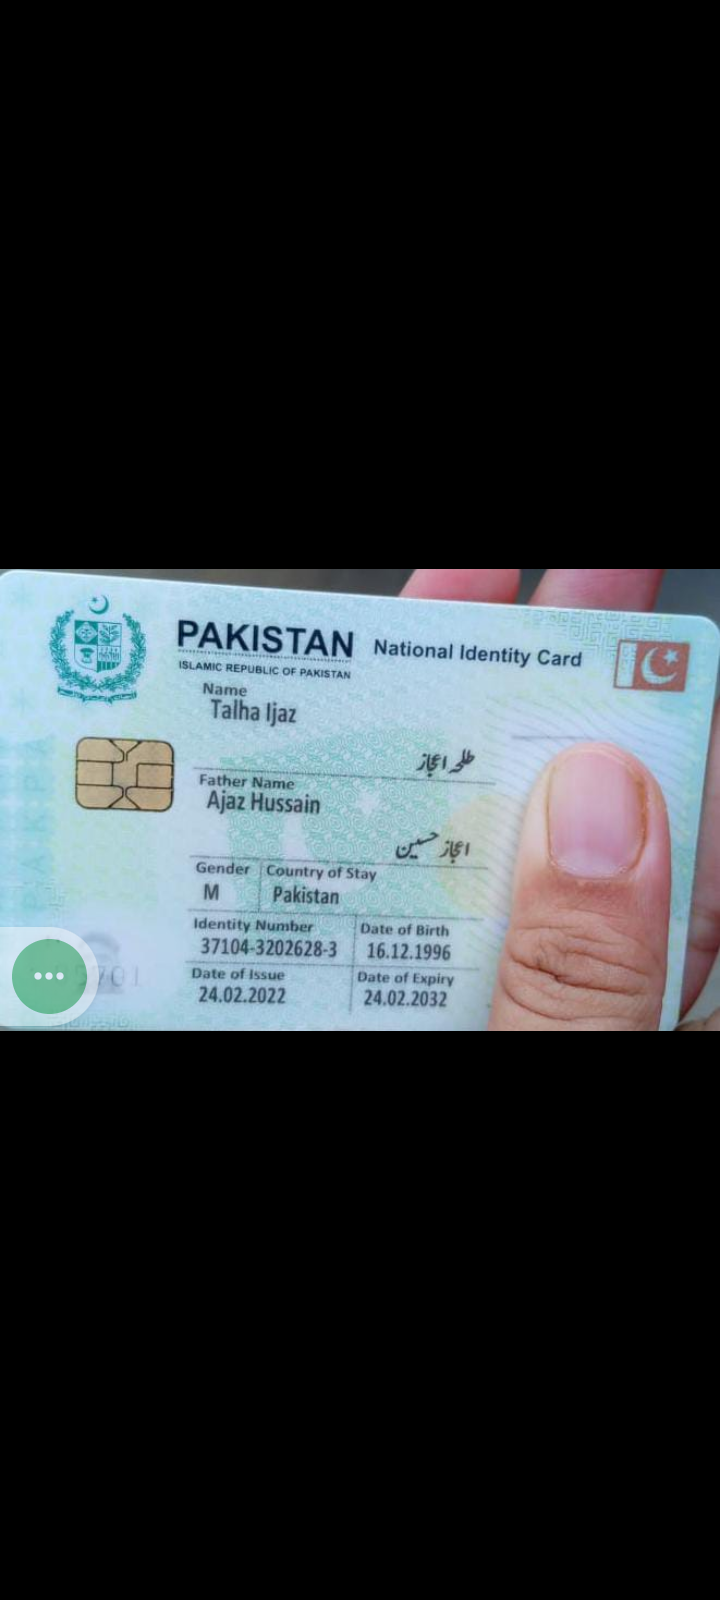 PAKISTAN National Identity Card
ISLAMIC REPUBLIC OF PAKISTAN
Name
Talha Ijaz
طلحہ اعجاز
Father Name
Ajaz Hussain
اعجاز حسین
Gender Country of Stay
M Pakistan
Identity Number Date of Birth
37104-3202628-3 16.12.1996
Date of Issue Date of Expiry
24.02.2022 24.02.2032